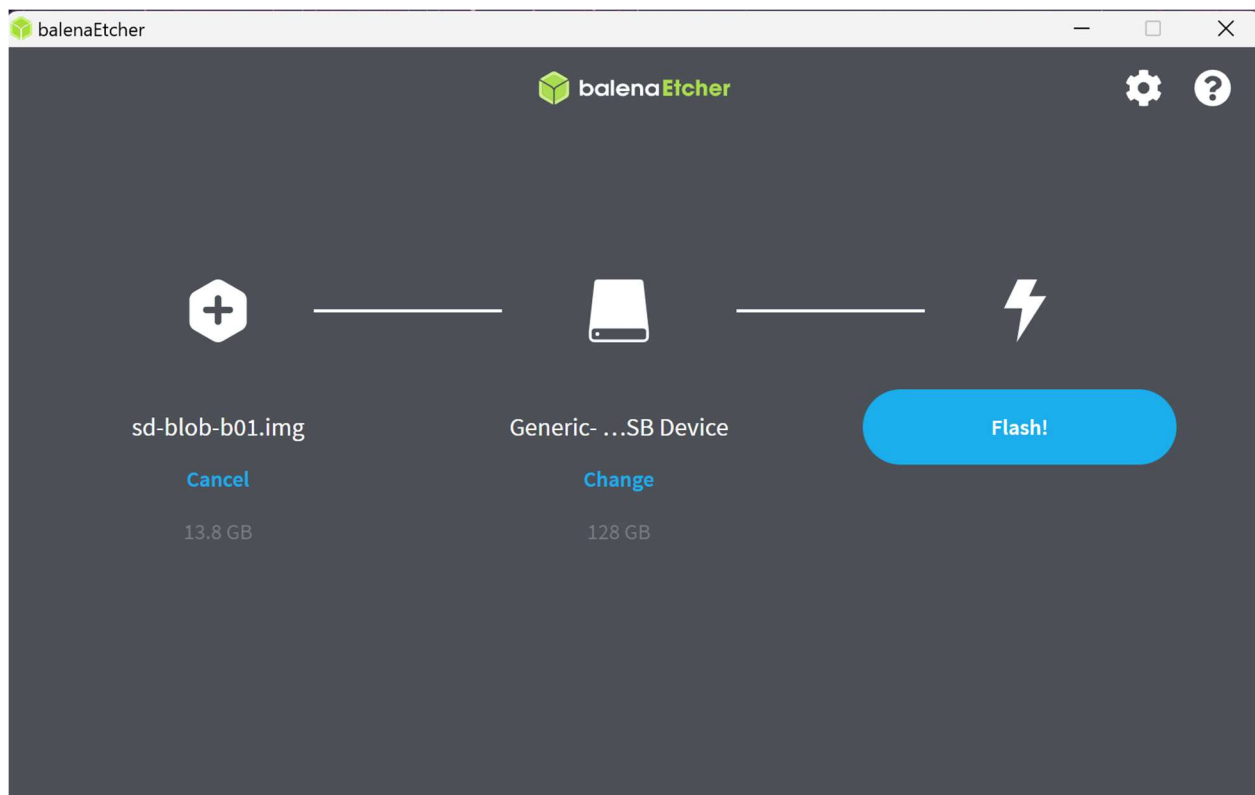 balenaEtcher
balenaEtcher
sd-blob-b01.img
Generic- ...SB Device
Flash!
Cancel
Change
13.8 GB
128 GB